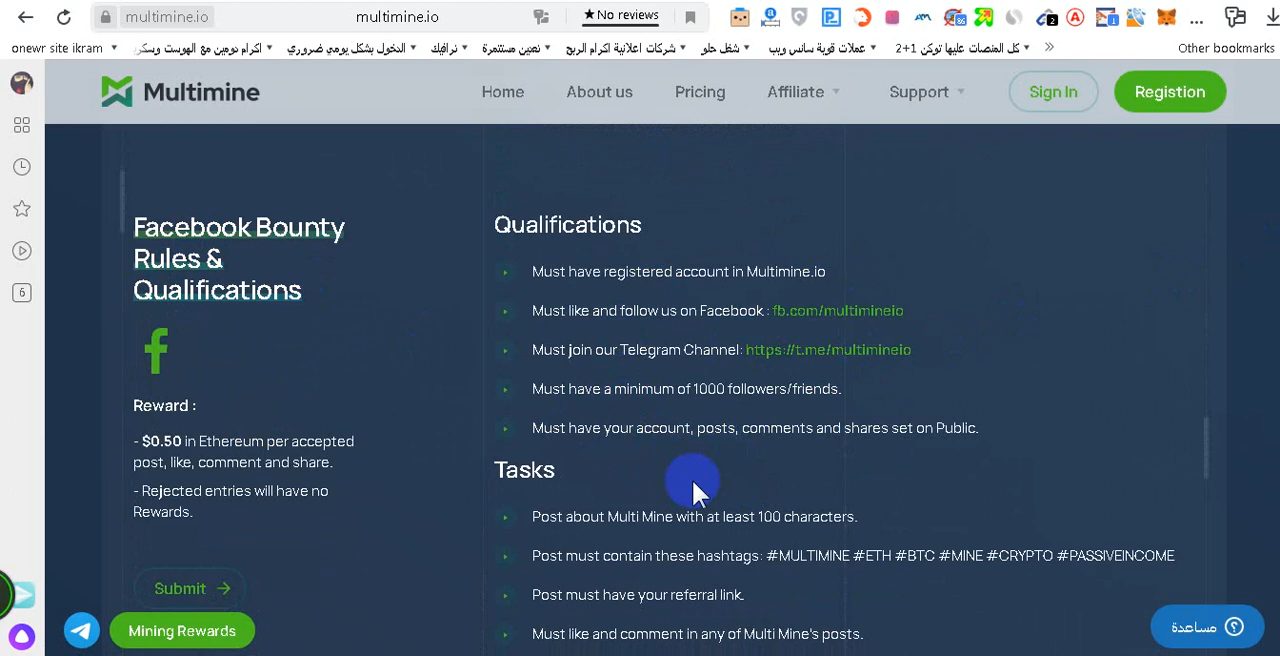 multimine.io
multimine.io
★ No reviews
onewr site ikram
اكرام دومين مع الهوست وسكر
الدخول بشكل يومي ضروري
ترافيك
تعدين مستثمرة
شركات اعلانية اكرام الربح
شغل حلو
عملات قوية سانس ويب
كل المنصات عليها توكن 1+2
Other bookmarks
Multimine
Home
About us
Pricing
Affiliate
Support
Sign In
Registion
Facebook Bounty
Rules &
Qualifications
Reward :
- $0.50 in Ethereum per accepted
post, like, comment and share.
- Rejected entries will have no
Rewards.
Submit →
Mining Rewards
Qualifications
Must have registered account in Multimine.io
Must like and follow us on Facebook : fb.com/multimineio
Must join our Telegram Channel: https://t.me/multimineio
Must have a minimum of 1000 followers/friends.
Must have your account, posts, comments and shares set on Public.
Tasks
Post about Multi Mine with at least 100 characters.
Post must contain these hashtags: #MULTIMINE #ETH #BTC #MINE #CRYPTO #PASSIVEINCOME
Post must have your referral link.
Must like and comment in any of Multi Mine's posts.
مساعدة
6
86
2
1